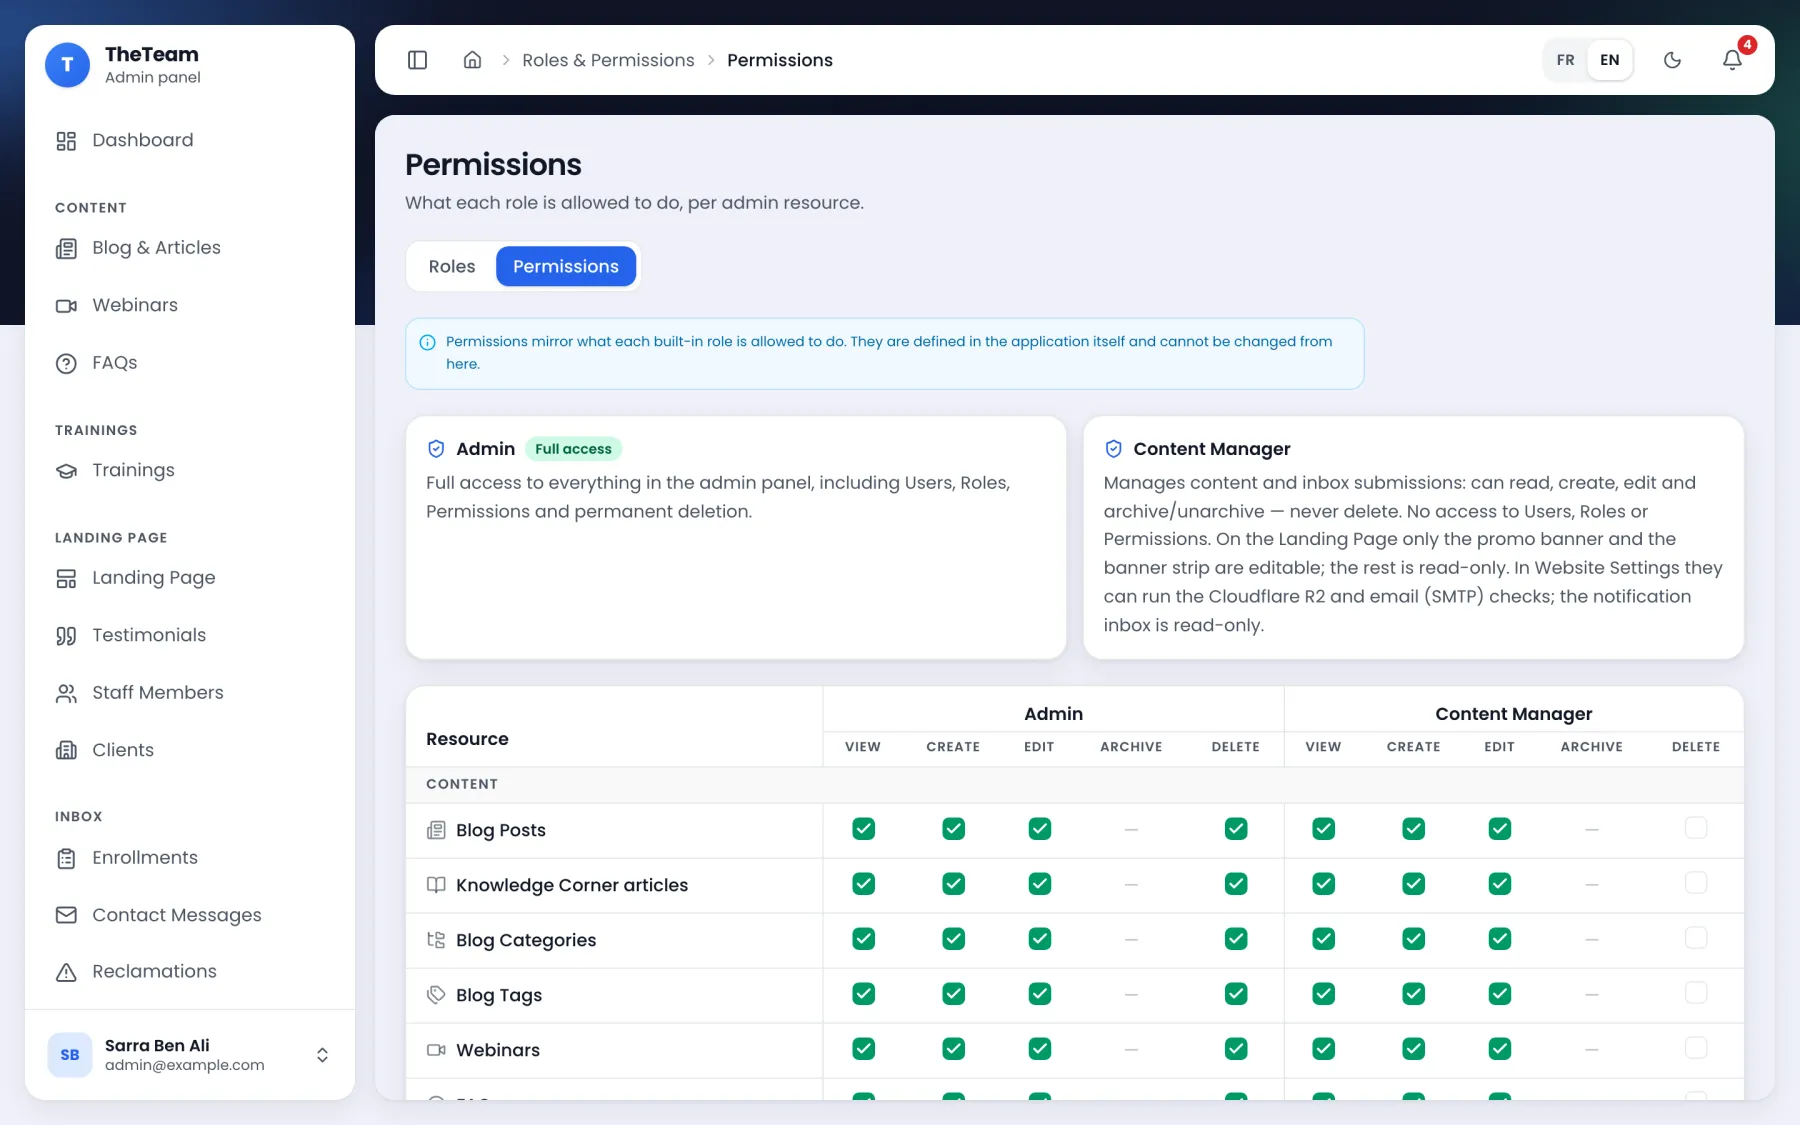 T
TheTeam
Admin panel
Dashboard
CONTENT
Blog & Articles
Webinars
FAQs
TRAININGS
Trainings
LANDING PAGE
Landing Page
Testimonials
Staff Members
Clients
INBOX
Enrollments
Contact Messages
Reclamations
SB
Sarra Ben Ali
admin@example.com
Roles & Permissions
Permissions
FR
EN
4
Permissions
What each role is allowed to do, per admin resource.
Roles
Permissions
Permissions mirror what each built-in role is allowed to do. They are defined in the application itself and cannot be changed from
here.
Admin
Full access
Full access to everything in the admin panel, including Users, Roles,
Permissions and permanent deletion.
Content Manager
Manages content and inbox submissions: can read, create, edit and
archive/unarchive — never delete. No access to Users, Roles or
Permissions. On the Landing Page only the promo banner and the
banner strip are editable; the rest is read-only. In Website Settings they
can run the Cloudflare R2 and email (SMTP) checks; the notification
inbox is read-only.
Resource
Admin
Content Manager
VIEW CREATE EDIT ARCHIVE DELETE VIEW CREATE EDIT ARCHIVE DELETE
CONTENT
Blog Posts — —
Knowledge Corner articles — —
Blog Categories — —
Blog Tags — —
Webinars — —